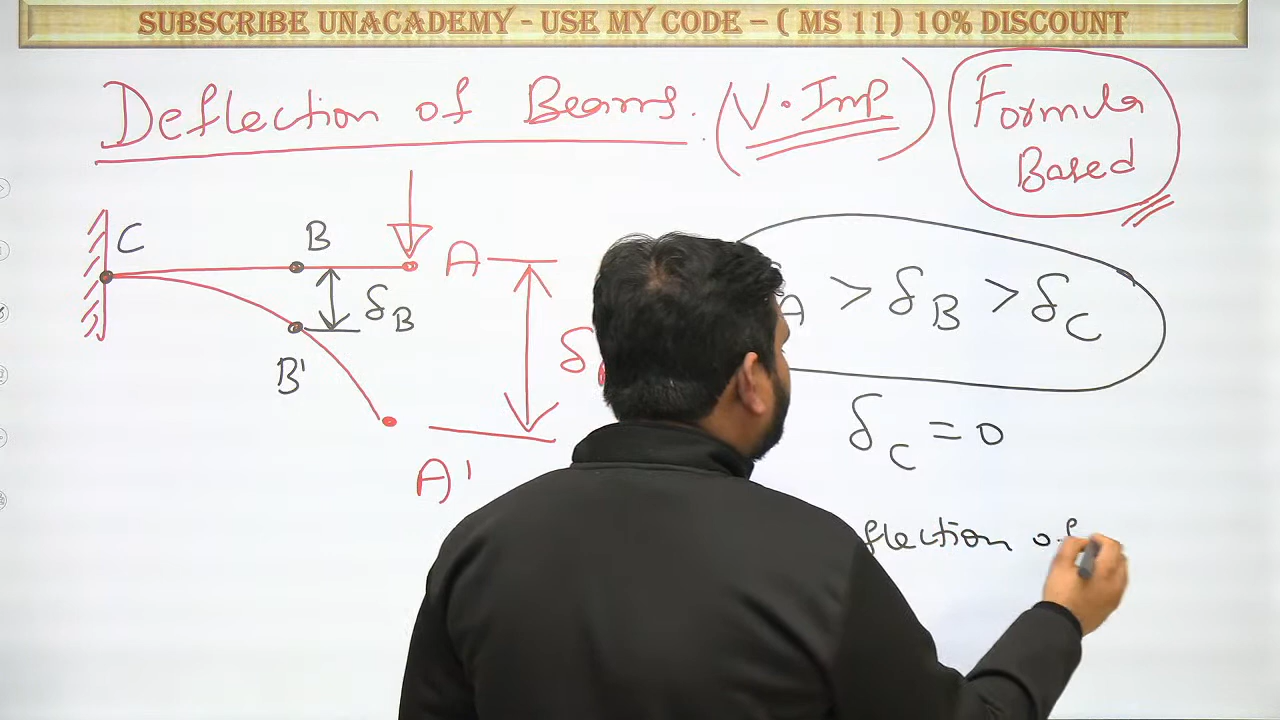 SUBSCRIBE UNACADEMY - USE MY CODE - ( MS 11) 10% DISCOUNT
Deflection of Beams. (V. Imp)
Formula
Based
C
B
A
δB
δ
A > δB > δC
B'
A'
δC = 0
flection of